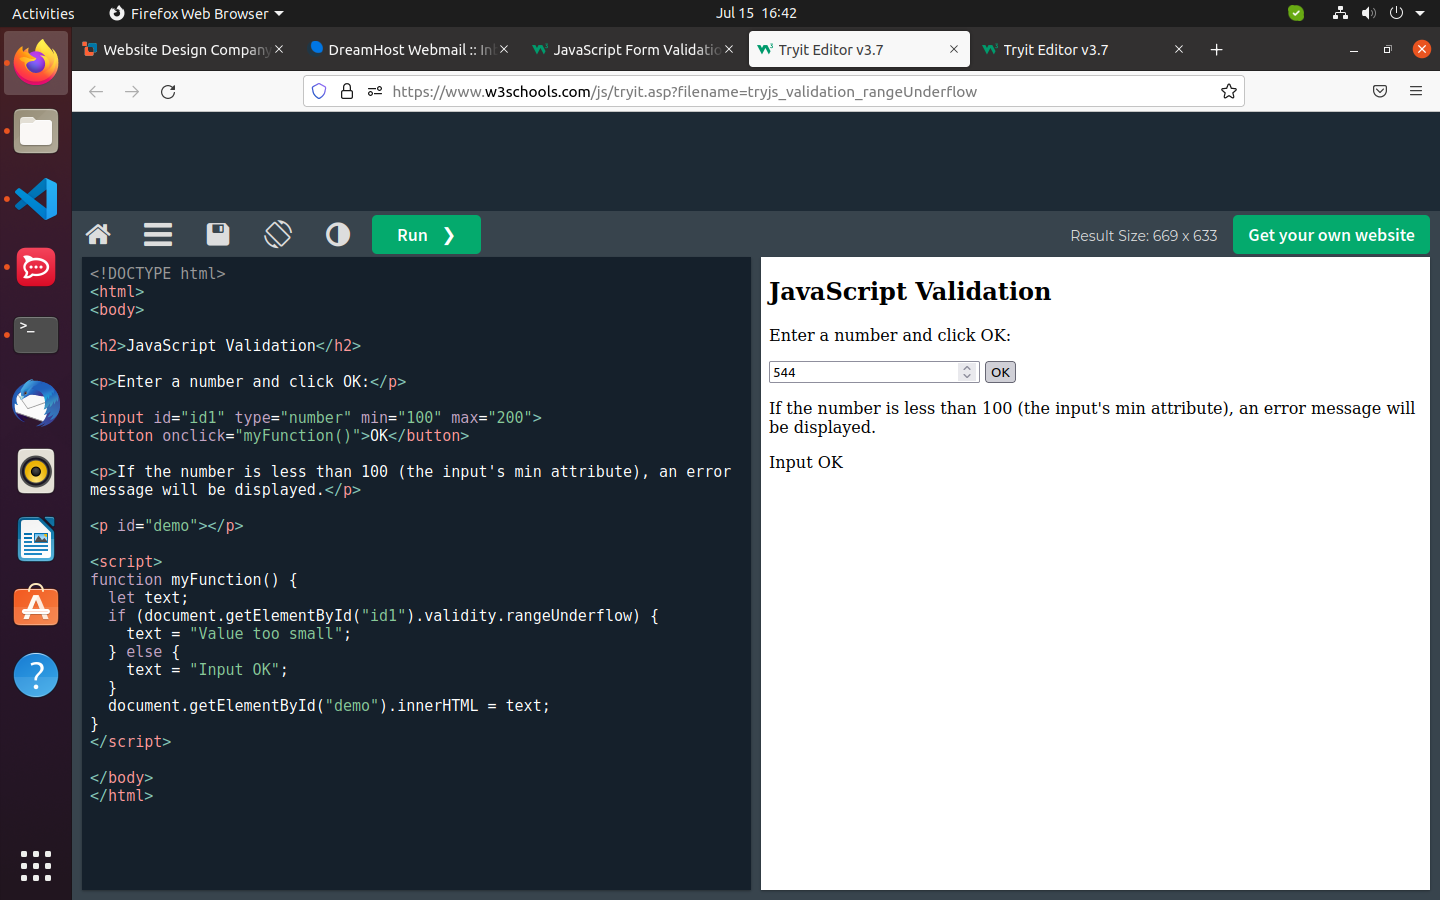 Activities
Firefox Web Browser
Jul 15 16:42
Website Design Company
DreamHost Webmail :: In
JavaScript Form Validatio
Tryit Editor v3.7
Tryit Editor v3.7
https://www.w3schools.com/js/tryit.asp?filename=tryjs_validation_rangeUnderflow
Run ❯
Result Size: 669 x 633
Get your own website
<!DOCTYPE html>
<html>
<body>
<h2>JavaScript Validation</h2>
<p>Enter a number and click OK:</p>
<input id="id1" type="number" min="100" max="200">
<button onclick="myFunction()">OK</button>
<p>If the number is less than 100 (the input's min attribute), an error
message will be displayed.</p>
<p id="demo"></p>
<script>
function myFunction() {
  let text;
  if (document.getElementById("id1").validity.rangeUnderflow) {
    text = "Value too small";
  } else {
    text = "Input OK";
  }
  document.getElementById("demo").innerHTML = text;
}
</script>
</body>
</html>
JavaScript Validation
Enter a number and click OK:
544
OK
If the number is less than 100 (the input's min attribute), an error message will
be displayed.
Input OK